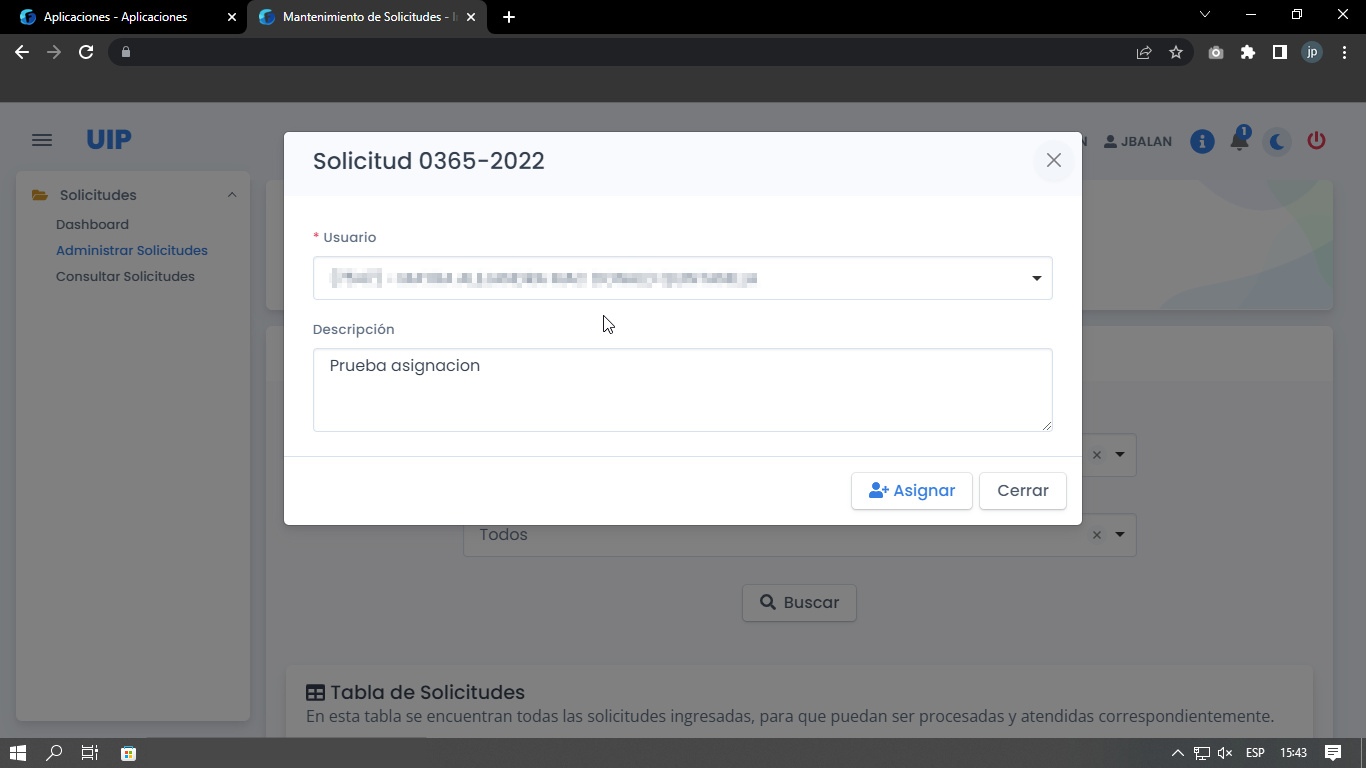 Aplicaciones - Aplicaciones
Mantenimiento de Solicitudes -
jp
UIP
JBALAN
1
Solicitudes
Dashboard
Administrar Solicitudes
Consultar Solicitudes
Solicitud 0365-2022
* Usuario
Descripción
Prueba asignacion
Asignar
Cerrar
Todos
Buscar
Tabla de Solicitudes
En esta tabla se encuentran todas las solicitudes ingresadas, para que puedan ser procesadas y atendidas correspondientemente.
ESP
15:43